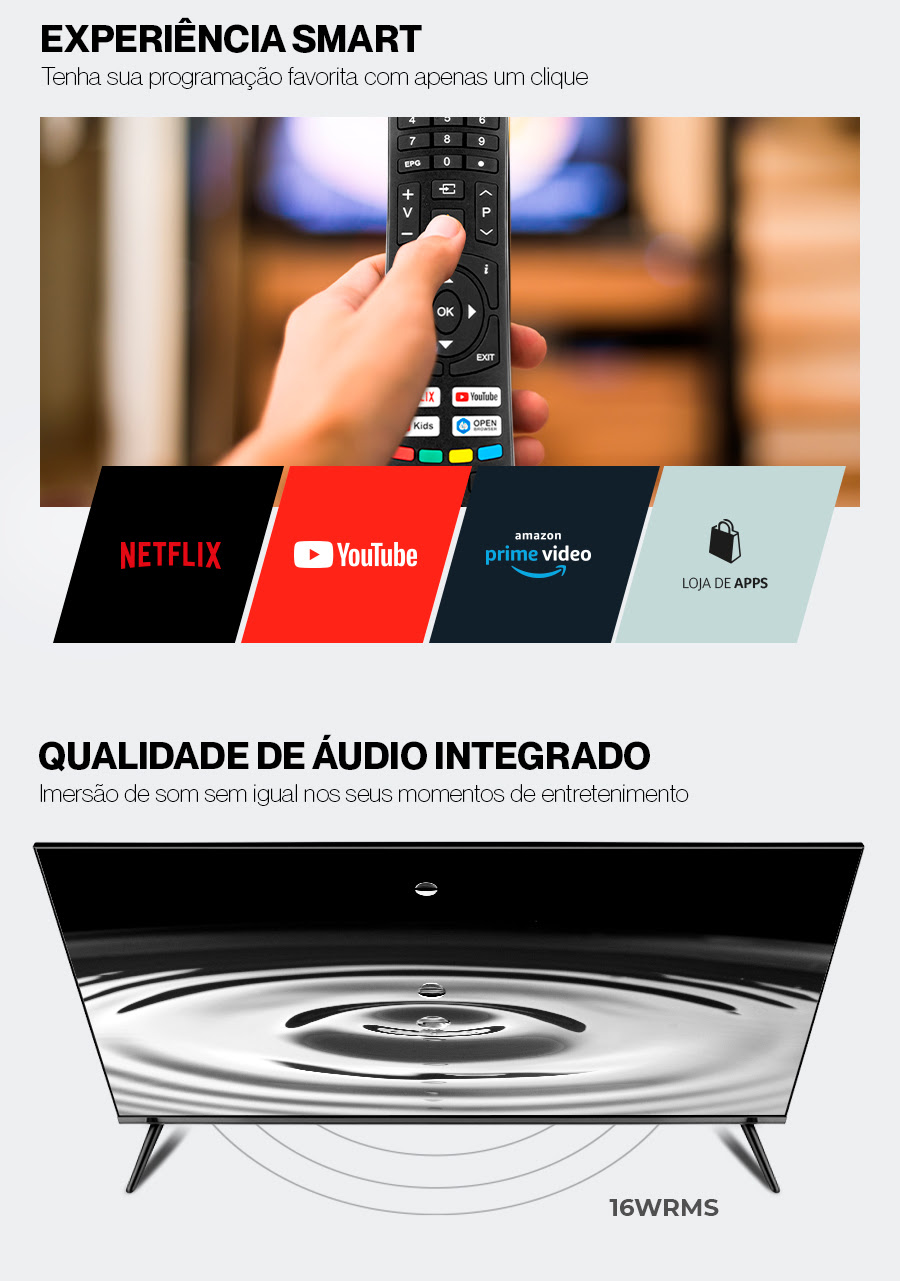 EXPERIÊNCIA SMART
Tenha sua programação favorita com apenas um clique
4 5 6
7 8 9
EPG 0
+
V P
−
i
OK
EXIT
YouTube
Kids OPEN
BROWSER
NETFLIX
YouTube
amazon
prime video
LOJA DE APPS
QUALIDADE DE ÁUDIO INTEGRADO
Imersão de som sem igual nos seus momentos de entretenimento
16WRMS